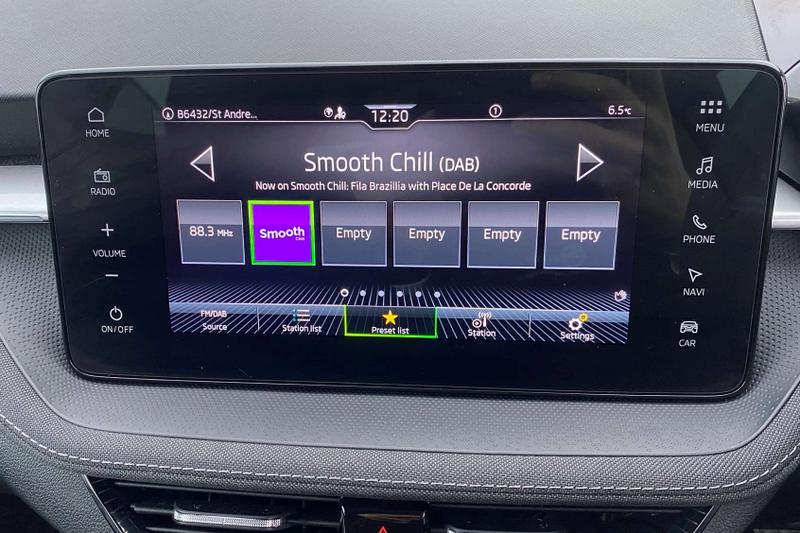 B6432/St Andre...
12:20
1
6.5°C
HOME
RADIO
+
VOLUME
−
ON/OFF
Smooth Chill (DAB)
Now on Smooth Chill: Fila Brazillia with Place De La Concorde
88.3 MHz
Smooth
Chill
Empty
Empty
Empty
Empty
FM/DAB
Source
Station list
Preset list
Station
Settings
MENU
MEDIA
PHONE
NAVI
CAR